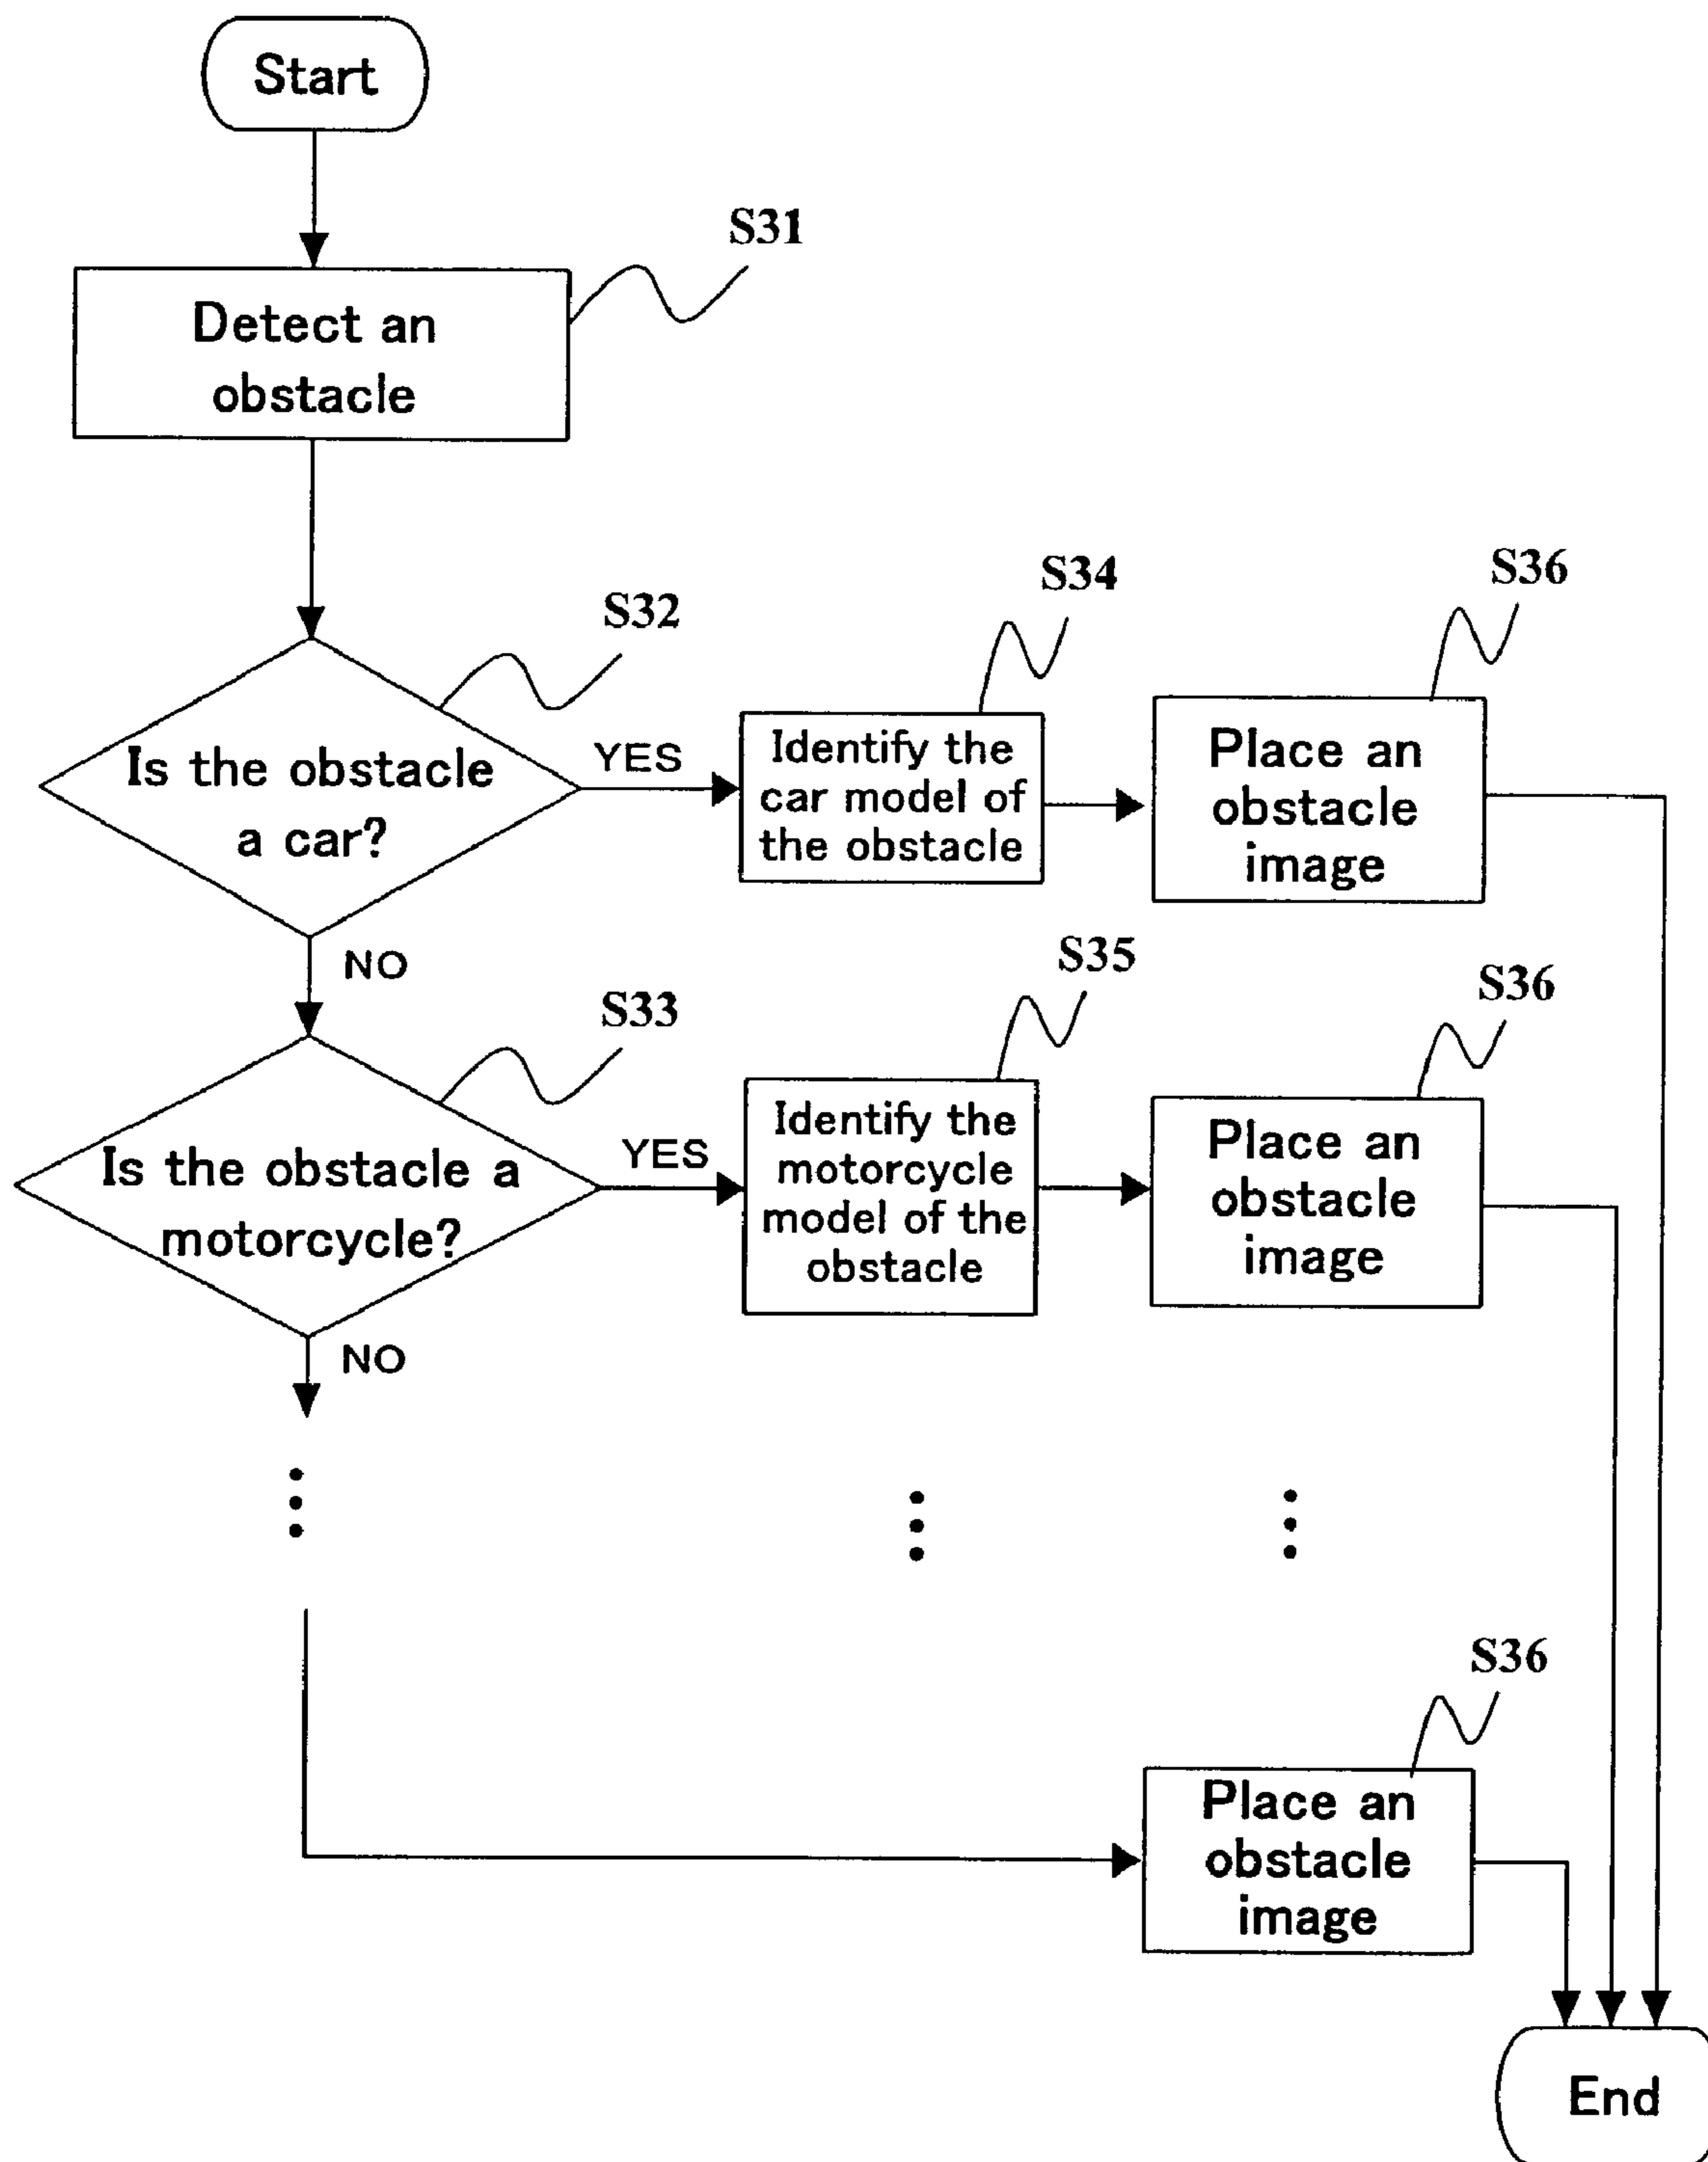 Start
S31
Detect an
obstacle
S32
Is the obstacle
a car?
YES
S34
Identify the
car model of
the obstacle
S36
Place an
obstacle
image
NO
S33
Is the obstacle a
motorcycle?
YES
S35
Identify the
motorcycle
model of the
obstacle
S36
Place an
obstacle
image
NO
S36
Place an
obstacle
image
End